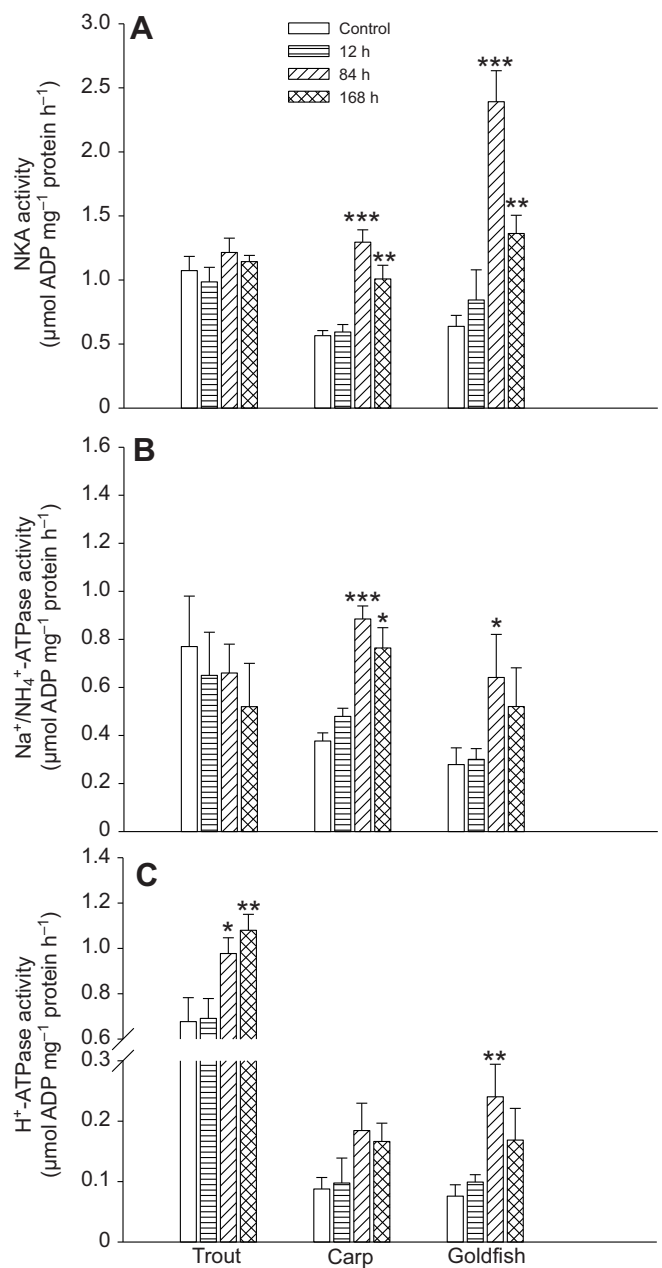 A
Control
12 h
84 h
168 h
NKA activity
(µmol ADP mg⁻¹ protein h⁻¹)
3.0
2.5
2.0
1.5
1.0
0.5
0
***
**
***
**
B
Na⁺/NH₄⁺-ATPase activity
(µmol ADP mg⁻¹ protein h⁻¹)
1.6
1.4
1.2
1.0
0.8
0.6
0.4
0.2
0
***
*
*
C
H⁺-ATPase activity
(µmol ADP mg⁻¹ protein h⁻¹)
1.4
1.2
1.0
0.8
0.6
0.3
0.2
0.1
0
*
**
**
Trout Carp Goldfish